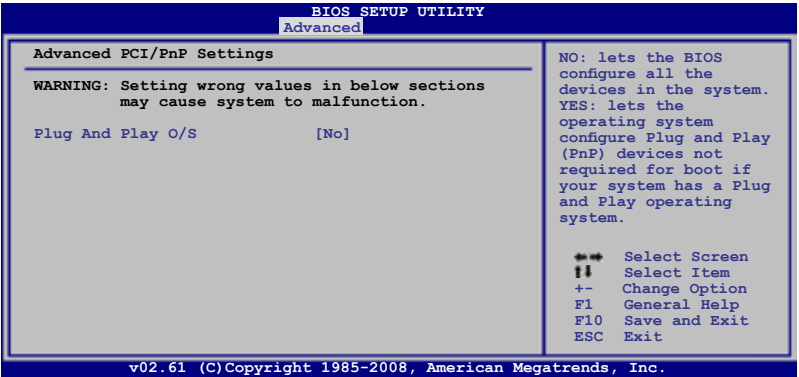 BIOS SETUP UTILITY
Advanced
Advanced PCI/PnP Settings
WARNING: Setting wrong values in below sections
may cause system to malfunction.
Plug And Play O/S [No]
NO: lets the BIOS
configure all the
devices in the system.
YES: lets the
operating system
configure Plug and Play
(PnP) devices not
required for boot if
your system has a Plug
and Play operating
system.
←→ Select Screen
↑↓ Select Item
+- Change Option
F1 General Help
F10 Save and Exit
ESC Exit
v02.61 (C)Copyright 1985-2008, American Megatrends, Inc.